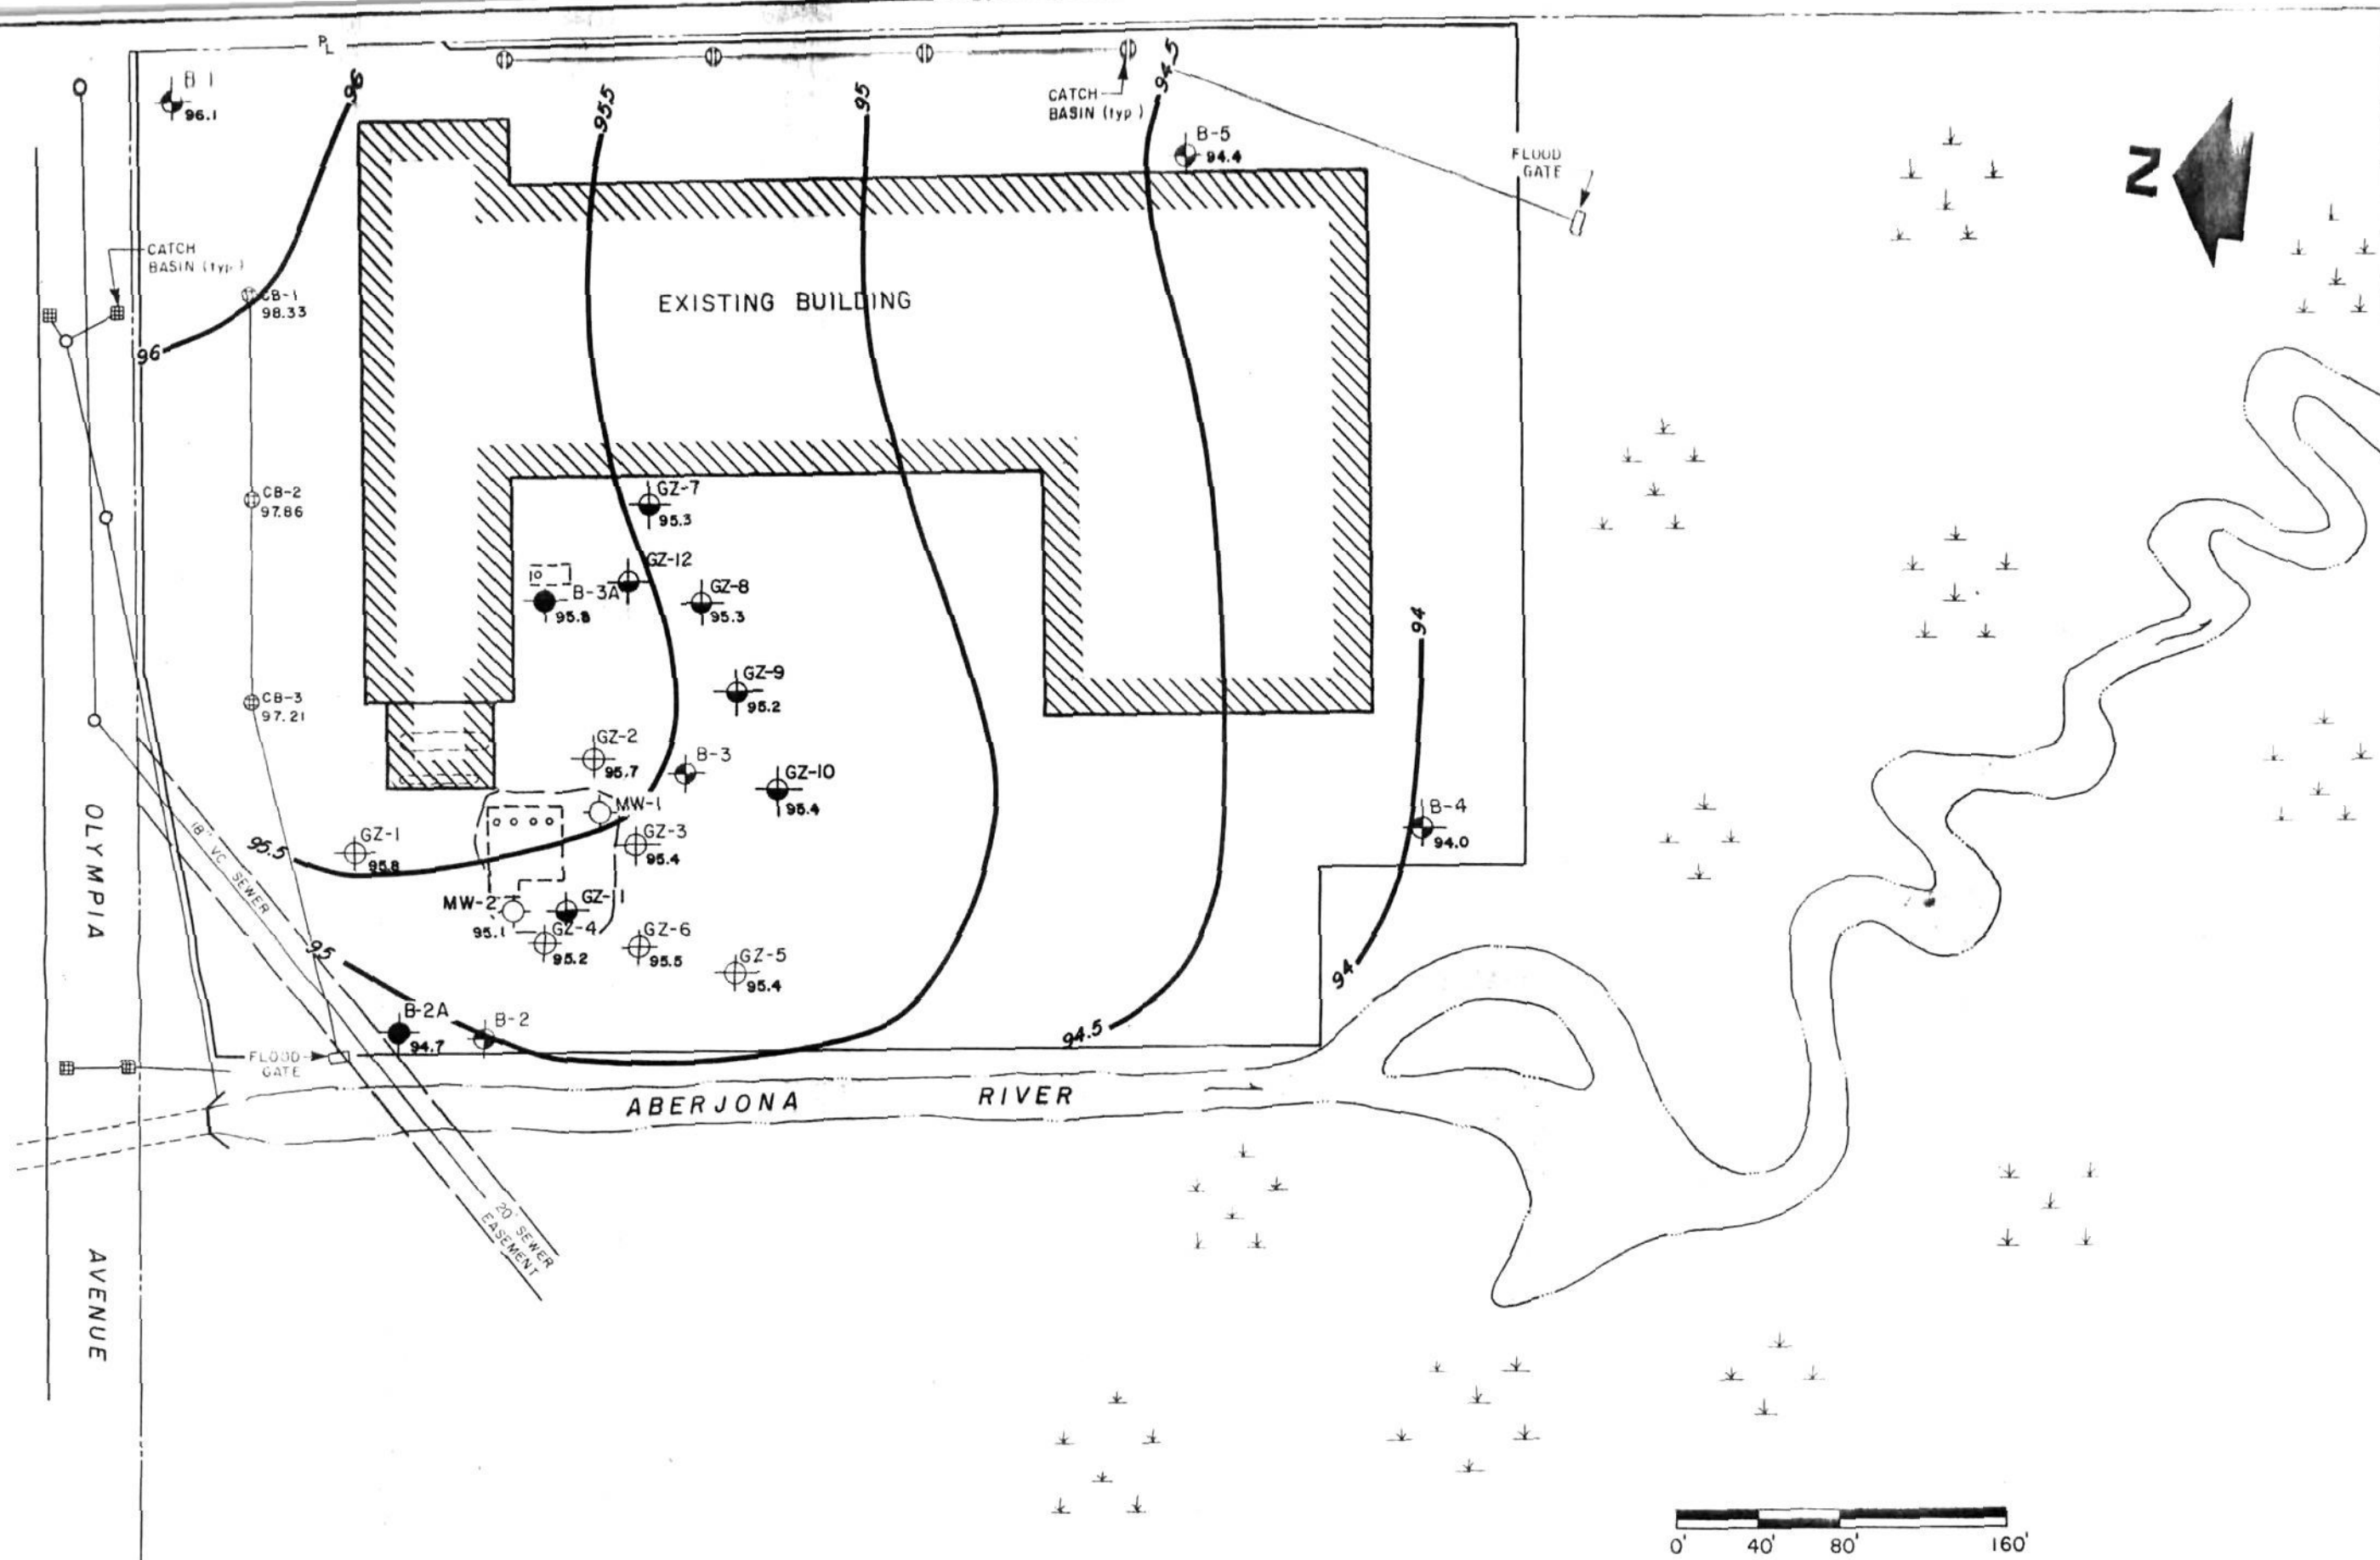 PL
B-1
96.1
96
95.5
95
94.5
CATCH
BASIN (typ.)
B-5
94.4
FLOOD
GATE
N
CATCH
BASIN (typ.)
CB-1
98.33
96
EXISTING BUILDING
CB-2
97.86
GZ-7
95.3
GZ-12
B-3A
95.8
GZ-8
95.3
94
CB-3
97.21
GZ-9
95.2
GZ-2
95.7
B-3
GZ-10
95.4
MW-1
B-4
94.0
OLYMPIA
18" VC SEWER
95.5
GZ-1
95.8
GZ-3
95.4
MW-2
95.1
GZ-11
GZ-4
95.2
GZ-6
95.5
GZ-5
95.4
95
94
B-2A
94.7
B-2
94.5
FLOOD
GATE
ABERJONA RIVER
20' SEWER
EASEMENT
AVENUE
0' 40' 80' 160'